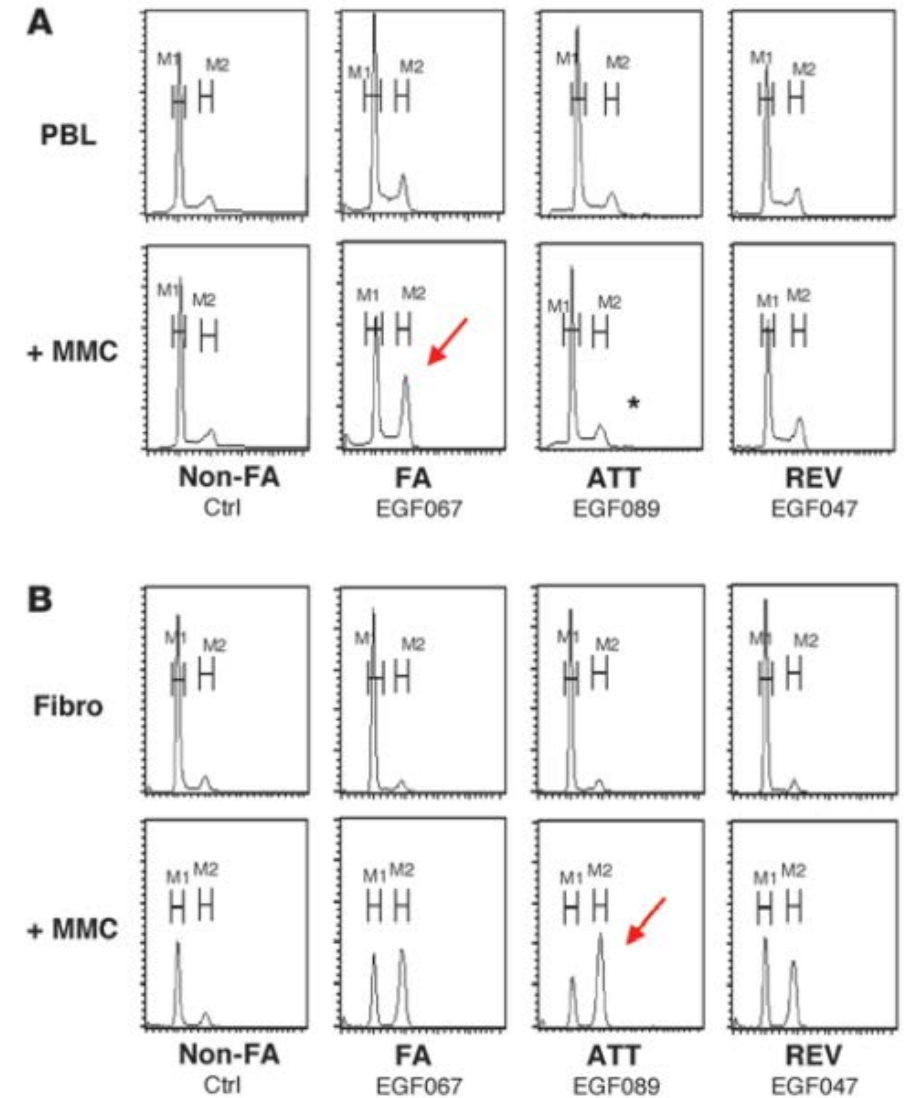 A
M1 M2 M1 M2 M1 M2 M1 M2
PBL
M1 M2 M1 M2 M1 M2 M1 M2
+ MMC
*
Non-FA FA ATT REV
Ctrl EGF067 EGF089 EGF047
B
M1 M2 M1 M2 M1 M2 M1 M2
Fibro
M1 M2 M1 M2 M1 M2 M1 M2
+ MMC
Non-FA FA ATT REV
Ctrl EGF067 EGF089 EGF047